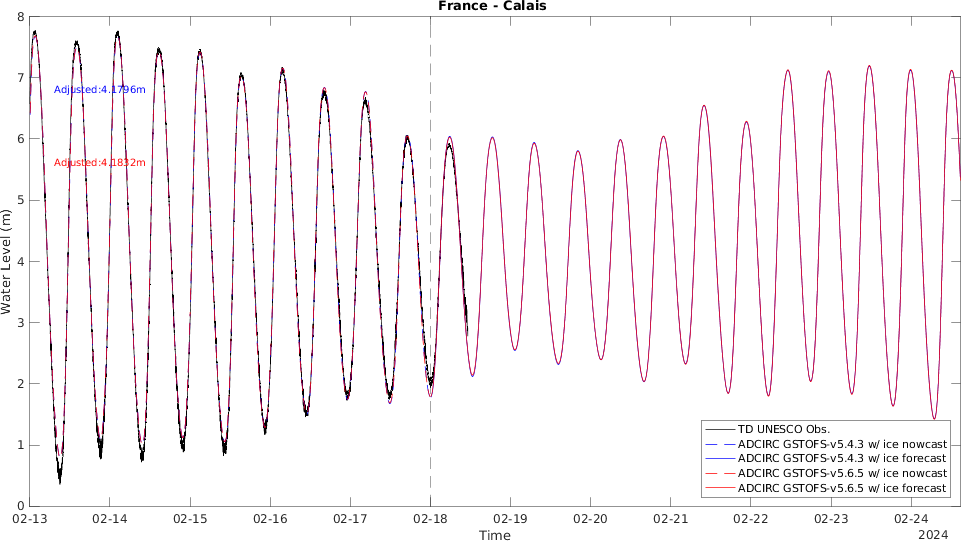 France - Calais
8
7
6
5
4
3
2
1
0
Water Level (m)
Adjusted:4.1796m
Adjusted:4.1832m
TD UNESCO Obs.
ADCIRC GSTOFS-v5.4.3 w/ ice nowcast
ADCIRC GSTOFS-v5.4.3 w/ ice forecast
ADCIRC GSTOFS-v5.6.5 w/ ice nowcast
ADCIRC GSTOFS-v5.6.5 w/ ice forecast
02-13 02-14 02-15 02-16 02-17 02-18 02-19 02-20 02-21 02-22 02-23 02-24
Time
2024